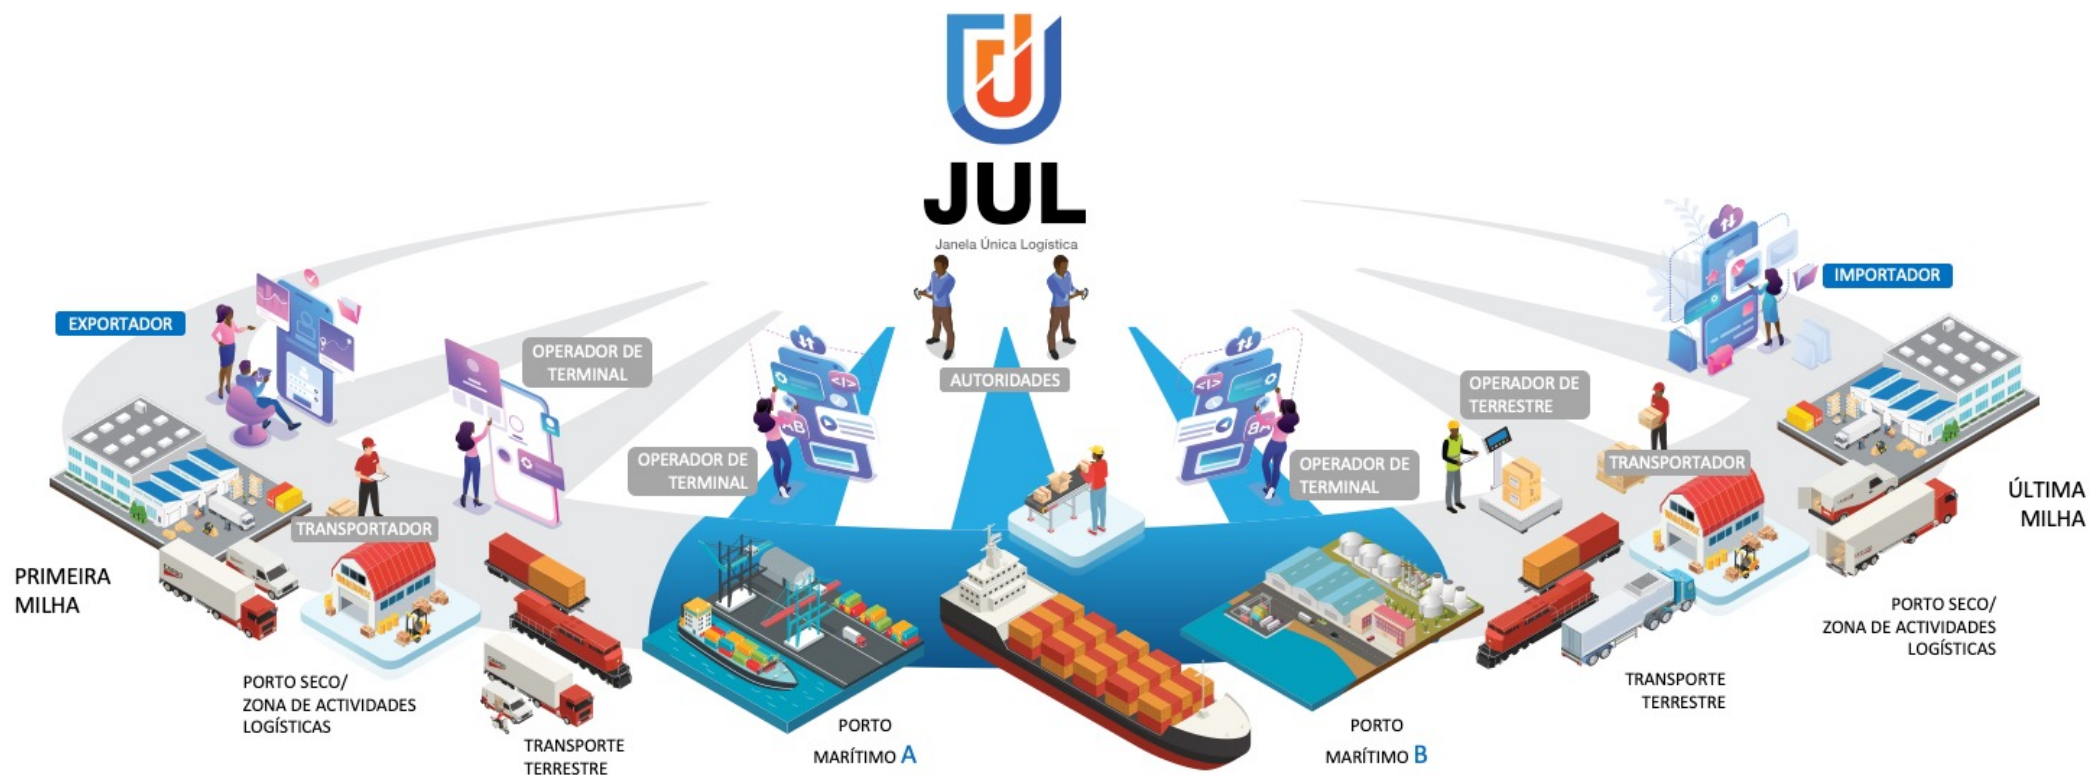 JUL
Janela Única Logística
EXPORTADOR
OPERADOR DE
TERMINAL
OPERADOR DE
TERMINAL
AUTORIDADES
OPERADOR DE
TERMINAL
OPERADOR DE
TERRESTRE
IMPORTADOR
TRANSPORTADOR
TRANSPORTADOR
PRIMEIRA
MILHA
ÚLTIMA
MILHA
PORTO SECO/
ZONA DE ACTIVIDADES
LOGÍSTICAS
TRANSPORTE
TERRESTRE
PORTO
MARÍTIMO A
PORTO
MARÍTIMO B
TRANSPORTE
TERRESTRE
PORTO SECO/
ZONA DE ACTIVIDADES
LOGÍSTICAS